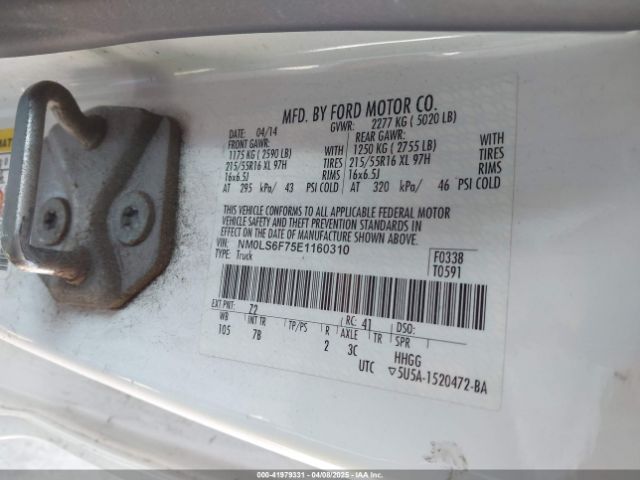 MFD. BY FORD MOTOR CO.
DATE: 04/14 GVWR: 2277 KG ( 5020 LB)
FRONT GAWR: REAR GAWR:
1175 KG ( 2590 LB) WITH 1250 KG ( 2755 LB) WITH
215/55R16 XL 97H TIRES 215/55R16 XL 97H TIRES
16x6.5J RIMS 16x6.5J RIMS
AT 295 kPa/ 43 PSI COLD AT 320 kPa/ 46 PSI COLD
THIS VEHICLE CONFORMS TO ALL APPLICABLE FEDERAL MOTOR
VEHICLE SAFETY AND THEFT PREVENTION STANDARDS IN
EFFECT ON THE DATE OF MANUFACTURE SHOWN ABOVE.
VIN: NM0LS6F75E1160310
TYPE: Truck
F0338
T0591
EXT PNT: Z2 RC: 41 DSO:
WB INT TR TP/PS R AXLE TR SPR
105 7B 2 3C HHGG
UTC ▽5U5A-1520472-BA
00-41979331 - 04/08/2025 - COPYRIGHT IAA, LLC.